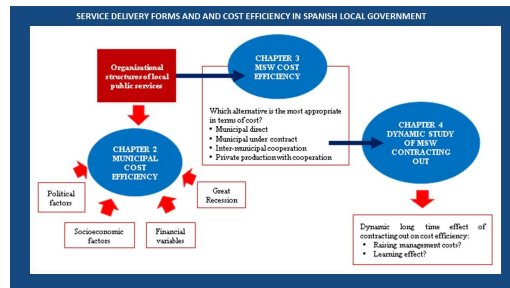 SERVICE DELIVERY FORMS AND AND COST EFFICIENCY IN SPANISH LOCAL GOVERNMENT
Organisational
structures of local
public services
CHAPTER 3
MSW COST
EFFICIENCY
Which alternative is the most appropriate
in terms of cost?
• Municipal direct
• Municipal under contract
• Inter-municipal cooperation
• Private production with cooperation
CHAPTER 4
DYNAMIC STUDY
OF MSW
CONTRACTING
OUT
CHAPTER 2
MUNICIPAL
COST
EFFICIENCY
Political
factors
Socioeconomic
factors
Financial
variables
Great
Recession
Dynamic long time effect of
contracting out on cost efficiency:
• Raising management costs?
• Learning effect?